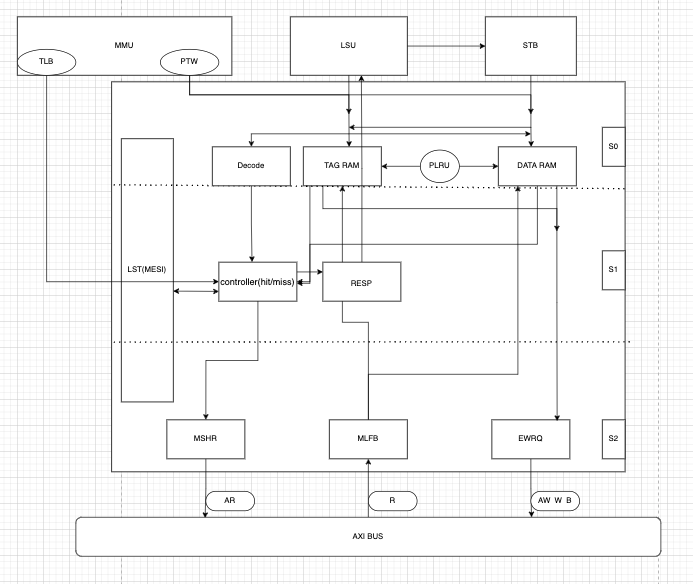 MMU
LSU
STB
TLB
PTW
S0
Decode
TAG RAM
PLRU
DATA RAM
LST(MESI)
S1
controller(hit/miss)
RESP
MSHR
MLFB
EWRQ
S2
AR
R
AW W B
AXI BUS